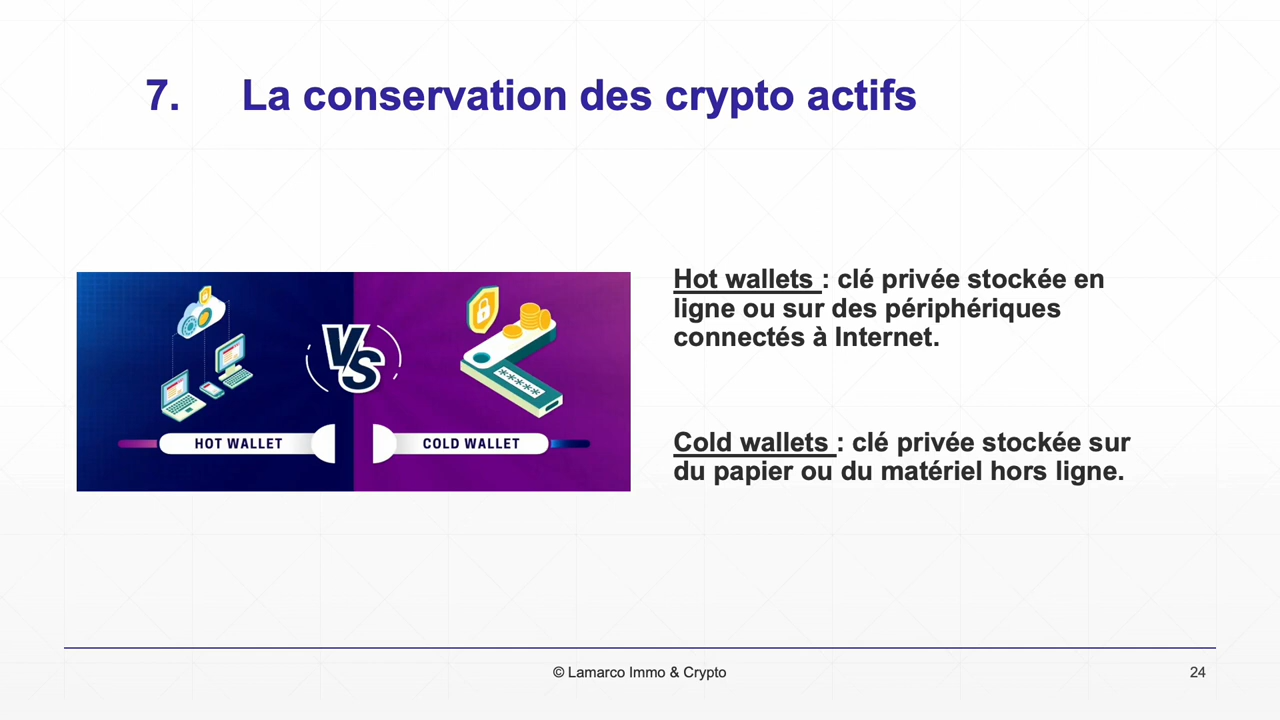 7. La conservation des crypto actifs
VS
HOT WALLET
COLD WALLET
*****
Hot wallets : clé privée stockée en
ligne ou sur des périphériques
connectés à Internet.
Cold wallets : clé privée stockée sur
du papier ou du matériel hors ligne.
© Lamarco Immo & Crypto
24